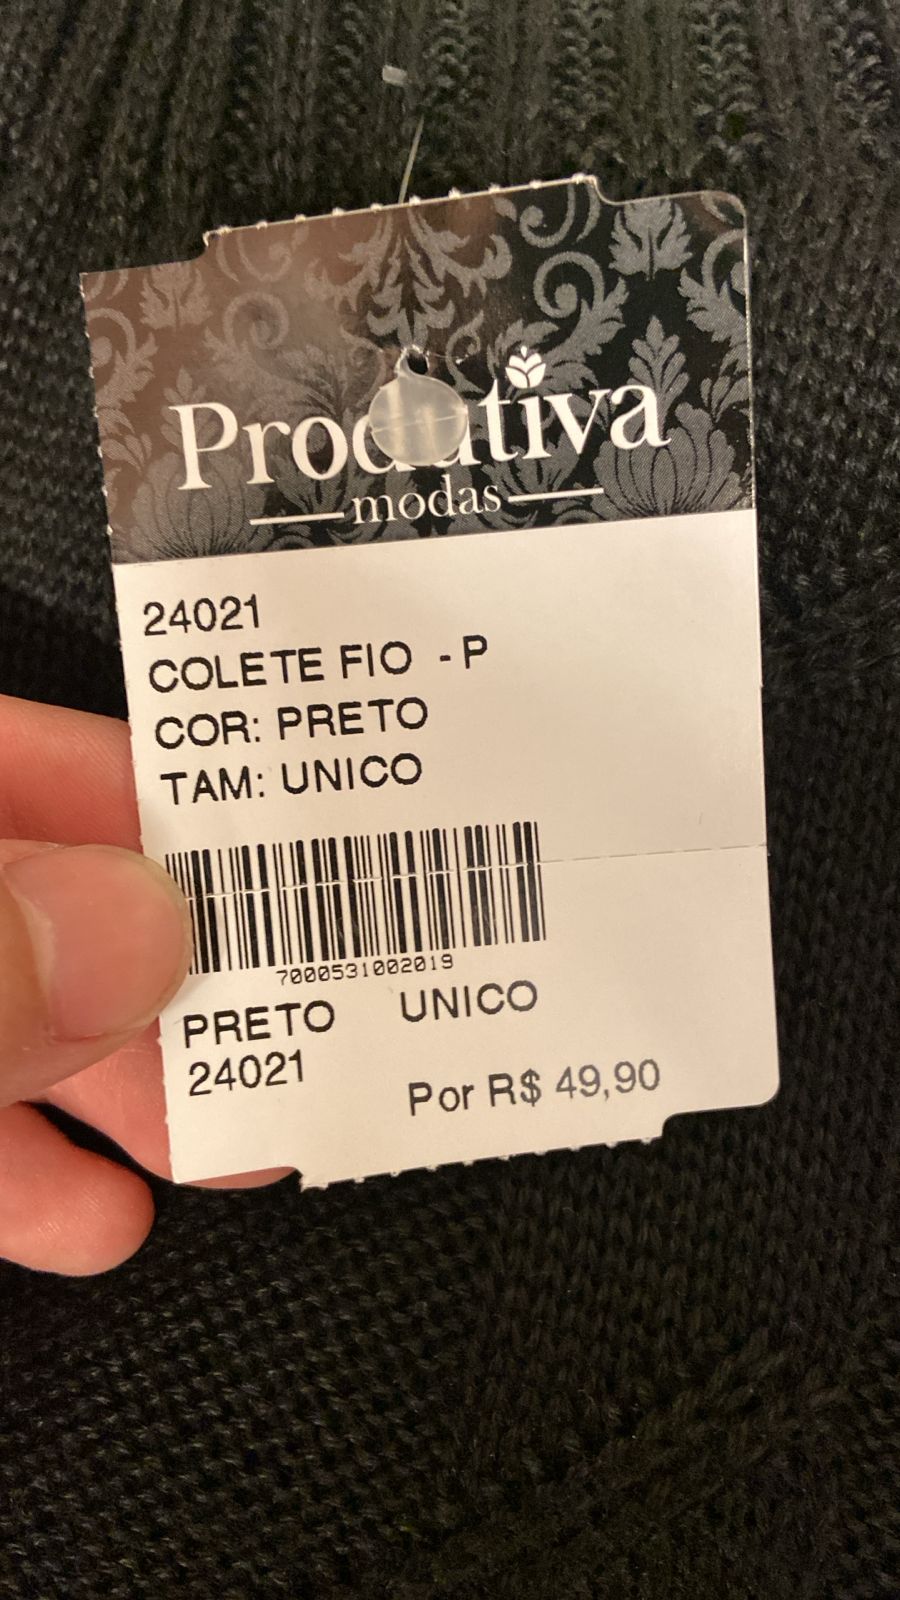 Produtiva
modas
24021
COLETE FIO - P
COR: PRETO
TAM: UNICO
7000531002019
PRETO UNICO
24021
Por R$ 49,90